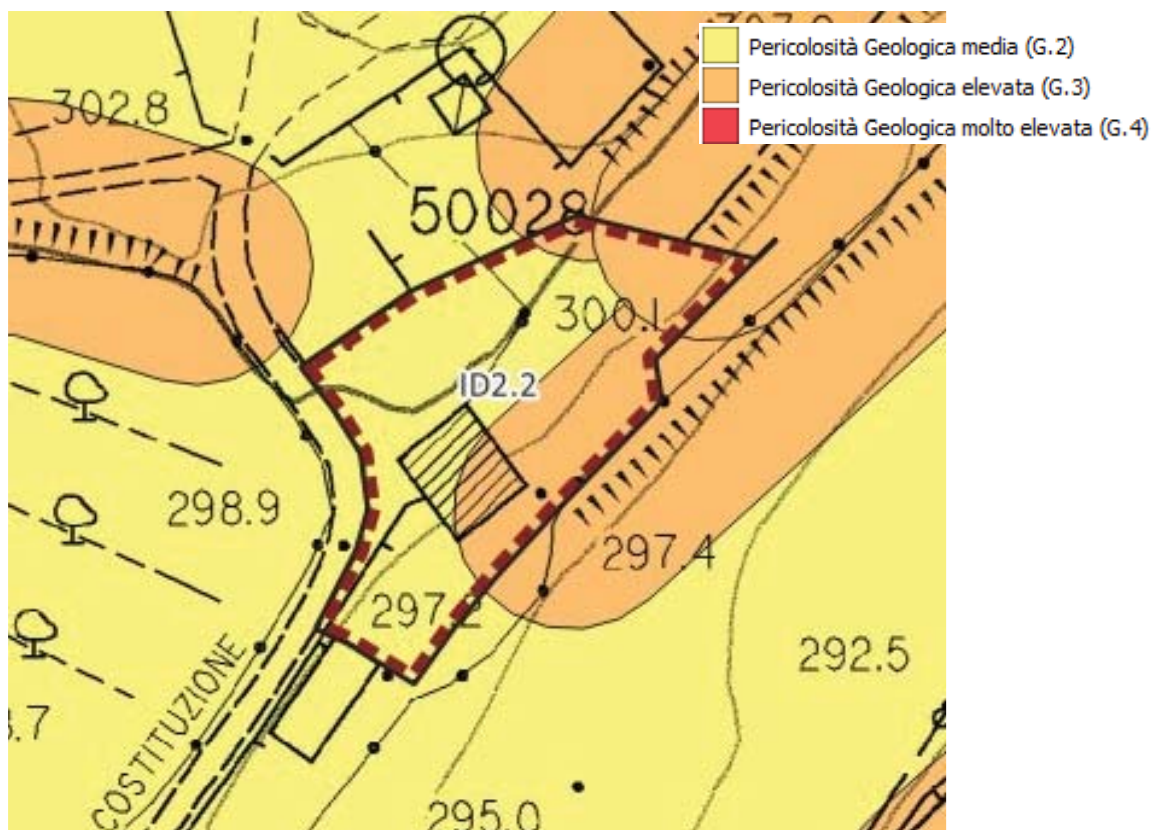 Pericolosità Geologica media (G.2)
Pericolosità Geologica elevata (G.3)
Pericolosità Geologica molto elevata (G.4)
302.8
50028
300.1
ID2.2
298.9
297.4
297.2
292.5
COSTITUZIONE
295.0